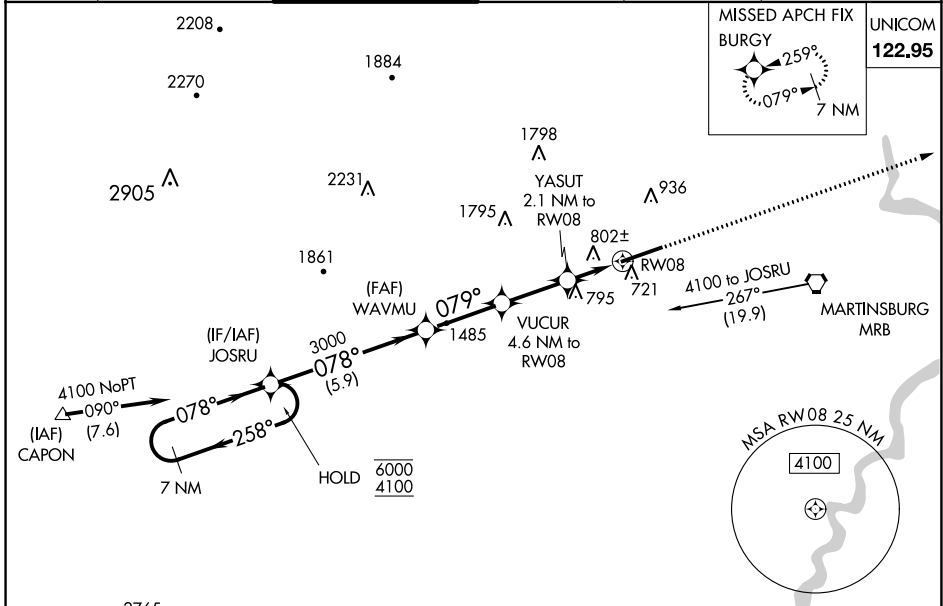 2208
1884
2270
MISSED APCH FIX
BURGY
259°
079°
7 NM
UNICOM
122.95
2905
2231
1798
YASUT
2.1 NM to
RW08
936
1795
802±
1861
RW08
(FAF)
WAVMU
079°
795
721
4100 to JOSRU
267°
(19.9)
MARTINSBURG
MRB
(IF/IAF)
JOSRU
3000
078°
(5.9)
1485
VUCUR
4.6 NM to
RW08
4100 NoPT
090°
(7.6)
(IAF)
CAPON
078°
258°
7 NM
HOLD
6000
4100
MSA RW08 25 NM
4100